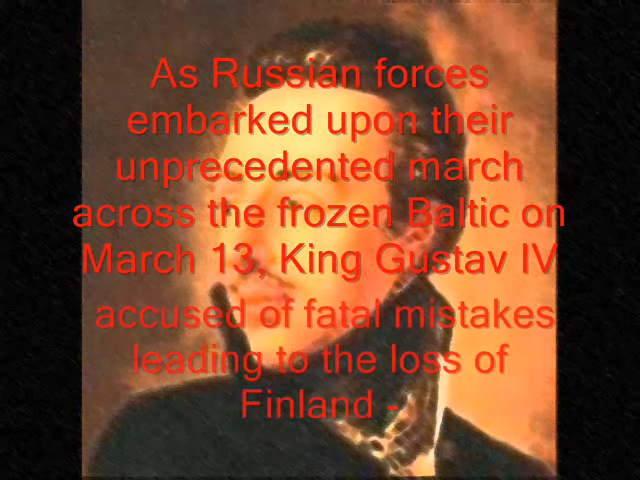 As Russian forces
embarked upon their
unprecedented march
across the frozen Baltic on
March 13, King Gustav IV
accused of fatal mistakes
leading to the loss of
Finland -